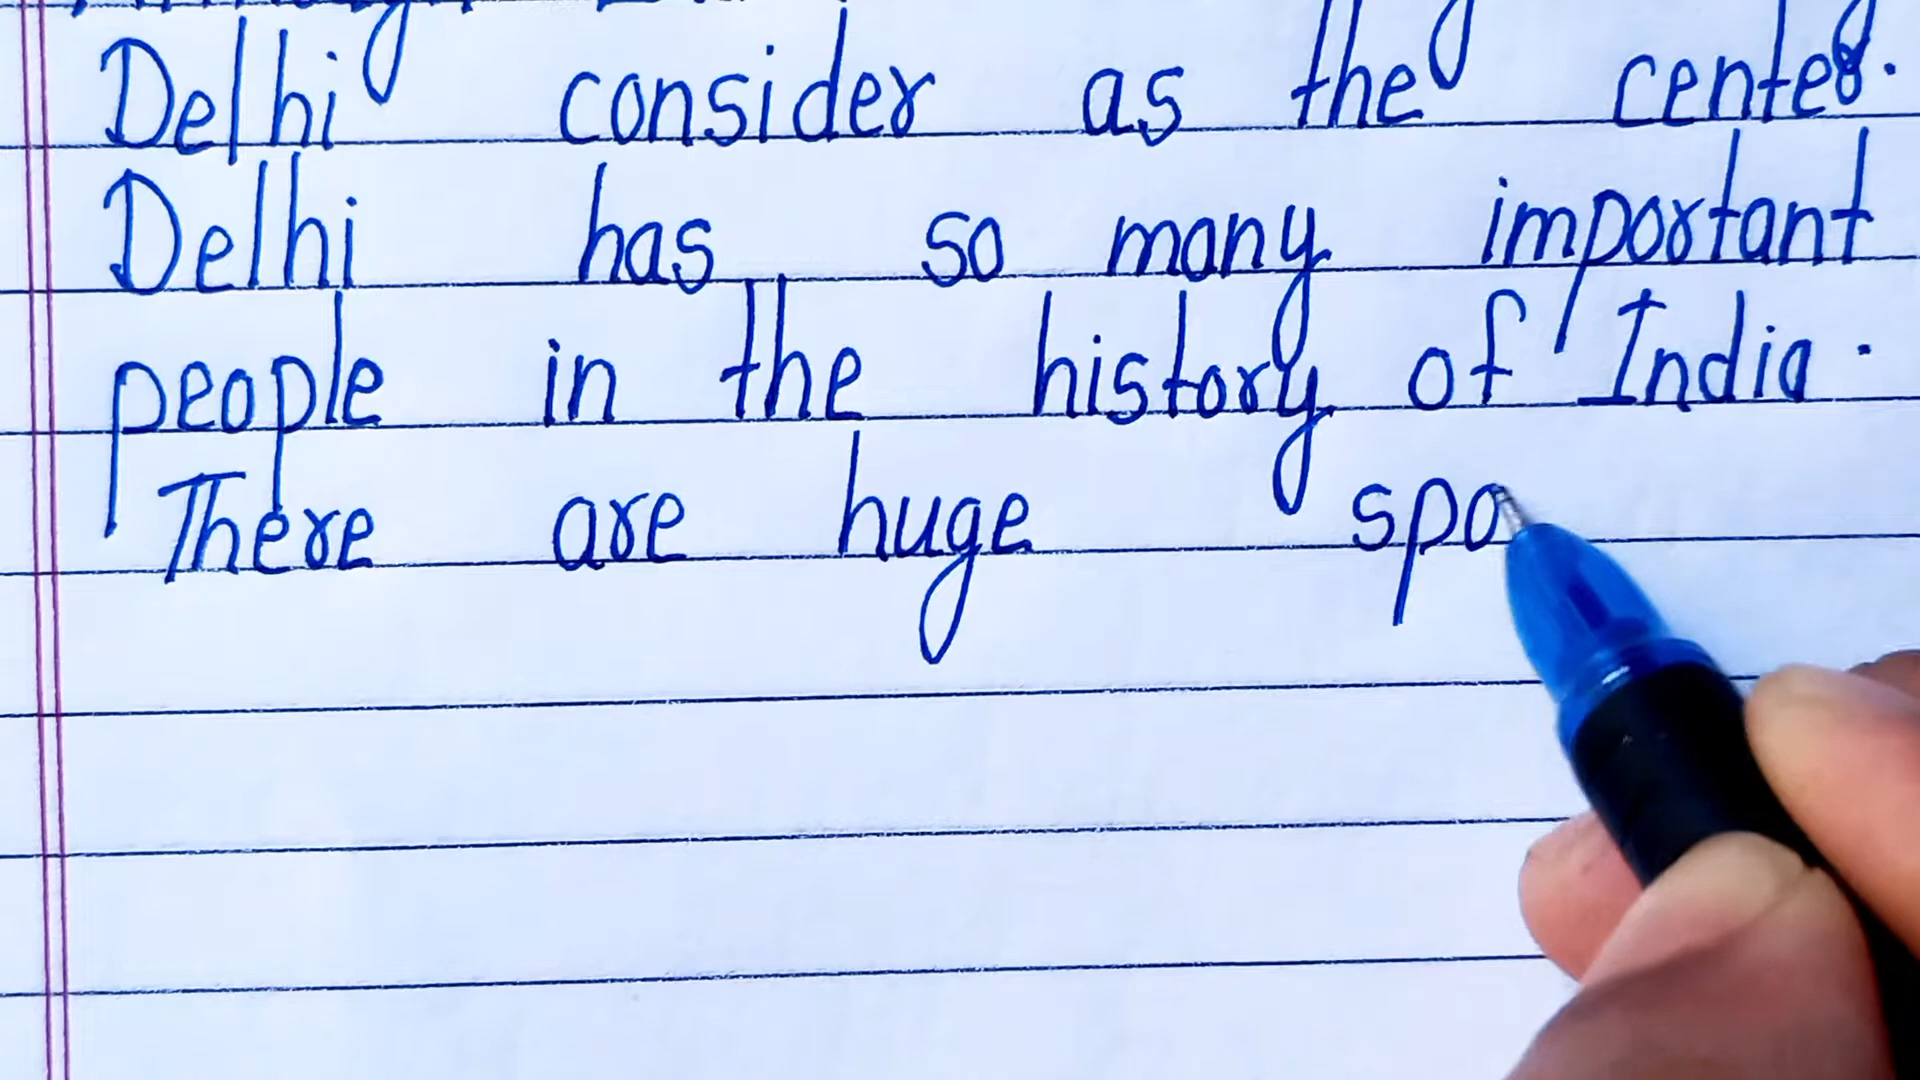 Delhi consider as the center.
Delhi has so many important
people in the history of India.
There are huge spo